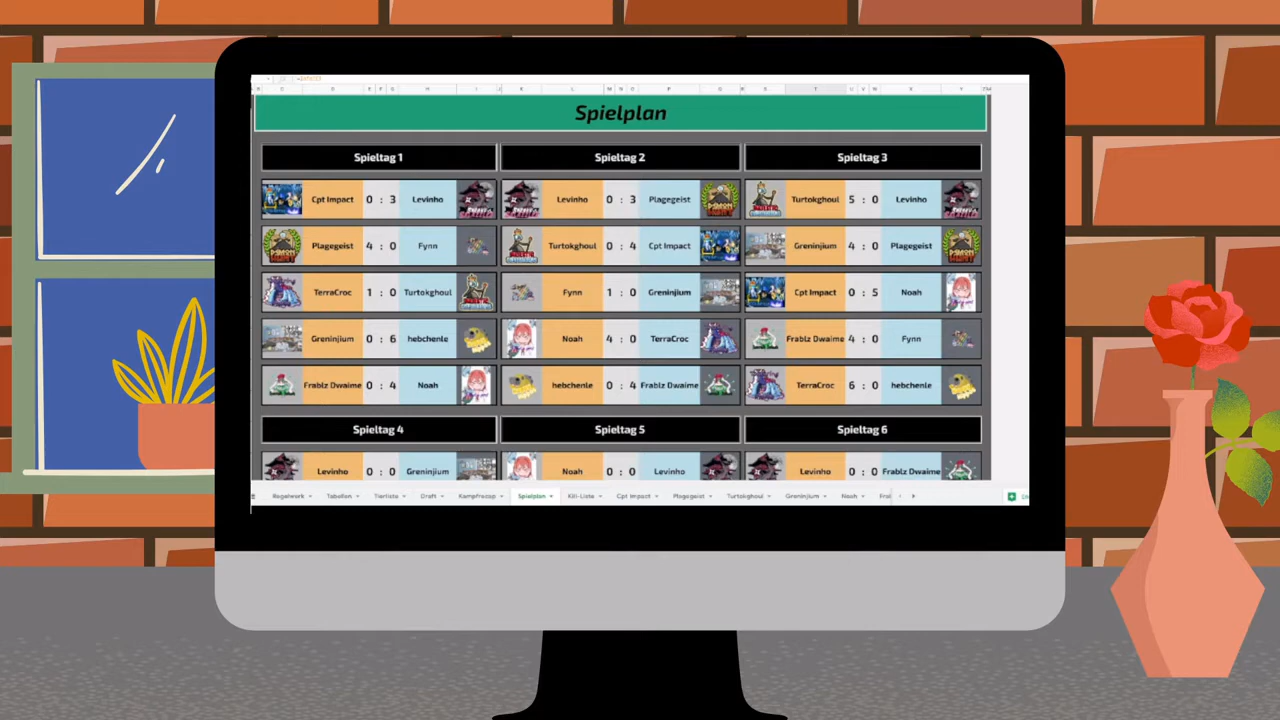 Spielplan
Spieltag 1 Spieltag 2 Spieltag 3
Cpt Impact 0 : 3 Levinho Levinho 0 : 3 Plagegeist Turtokghoul 5 : 0 Levinho
Plagegeist 4 : 0 Fynn Turtokghoul 0 : 4 Cpt Impact Greninjium 4 : 0 Plagegeist
TerraCroc 1 : 0 Turtokghoul Fynn 1 : 0 Greninjium Cpt Impact 0 : 5 Noah
Greninjium 0 : 6 hebchenle Noah 4 : 0 TerraCroc Frablz Dwaime 4 : 0 Fynn
Frablz Dwaime 0 : 4 Noah hebchenle 0 : 4 Frablz Dwaime TerraCroc 6 : 0 hebchenle
Spieltag 4 Spieltag 5 Spieltag 6
Levinho 0 : 0 Greninjium Noah 0 : 0 Levinho Levinho 0 : 0 Frablz Dwaime
Regelwerk Tabellen Tierliste Draft Kampfrecap Spielplan Kill-Liste Cpt Impact Plagegeist Turtokghoul Greninjium Noah